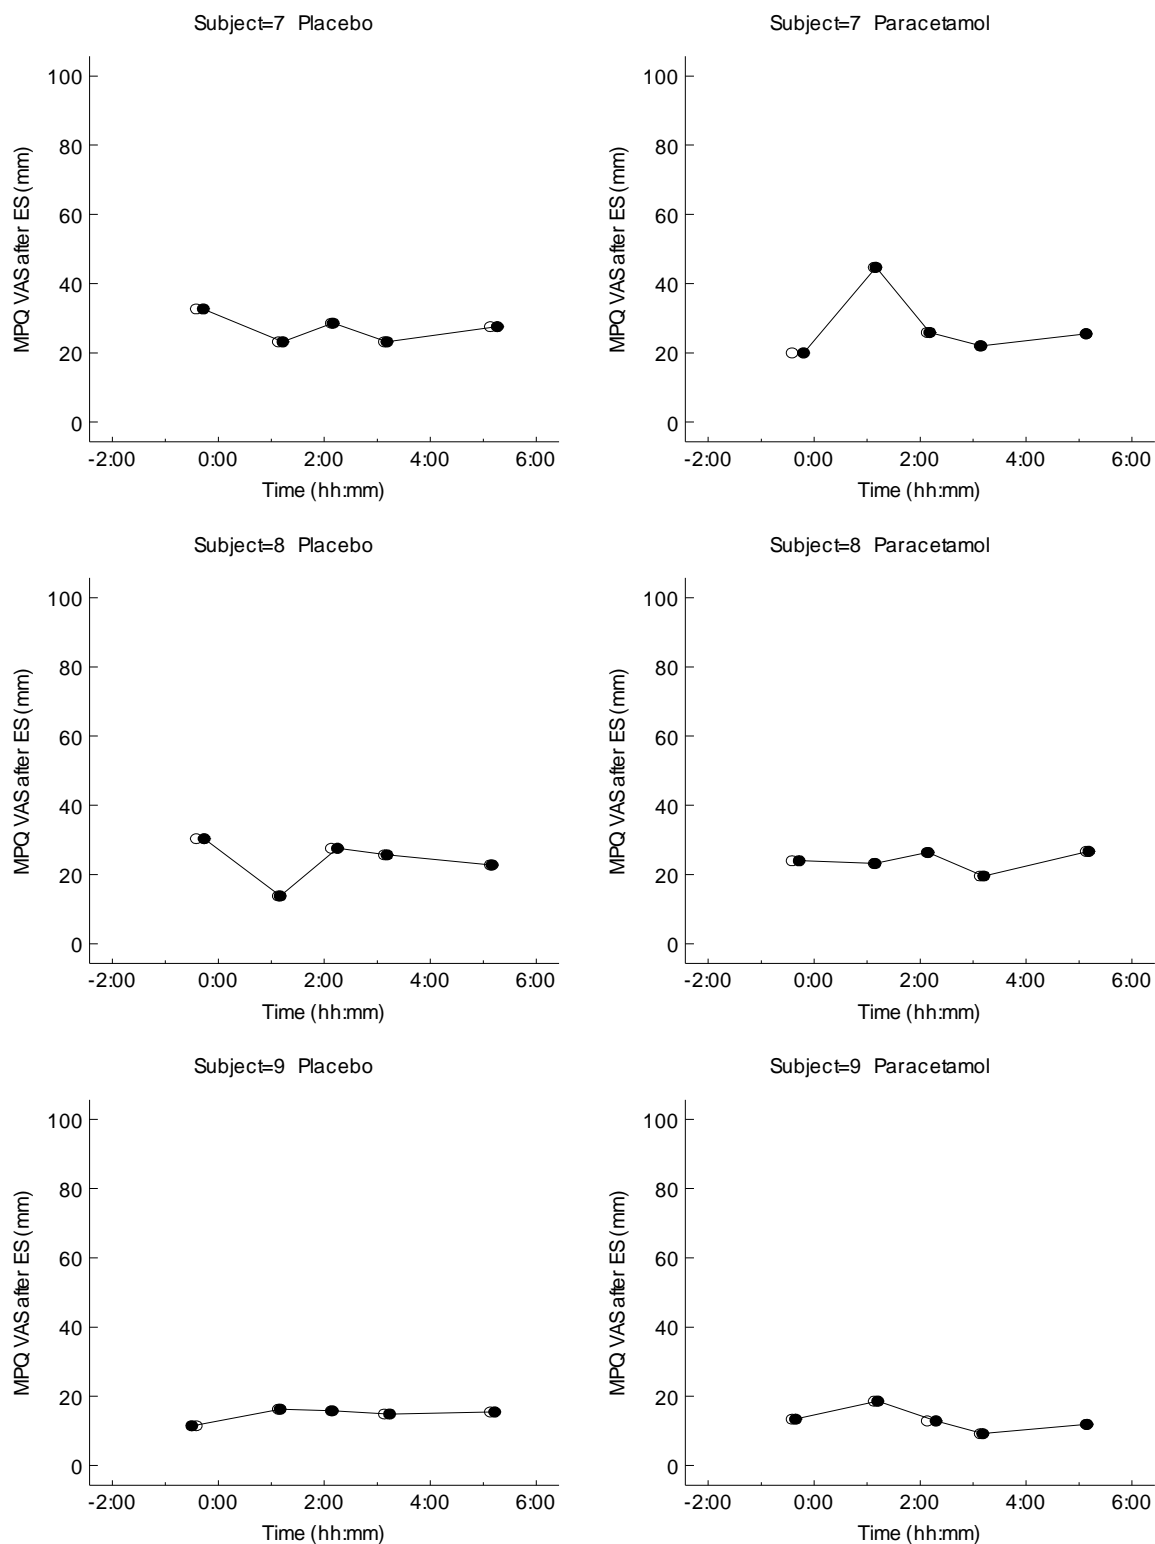 Subject=7 Placebo
100
80
60
40
20
0
MPQ VAS after ES (mm)
-2:00 0:00 2:00 4:00 6:00
Time (hh:mm)
Subject=7 Paracetamol
100
80
60
40
20
0
MPQ VAS after ES (mm)
-2:00 0:00 2:00 4:00 6:00
Time (hh:mm)
Subject=8 Placebo
100
80
60
40
20
0
MPQ VAS after ES (mm)
-2:00 0:00 2:00 4:00 6:00
Time (hh:mm)
Subject=8 Paracetamol
100
80
60
40
20
0
MPQ VAS after ES (mm)
-2:00 0:00 2:00 4:00 6:00
Time (hh:mm)
Subject=9 Placebo
100
80
60
40
20
0
MPQ VAS after ES (mm)
-2:00 0:00 2:00 4:00 6:00
Time (hh:mm)
Subject=9 Paracetamol
100
80
60
40
20
0
MPQ VAS after ES (mm)
-2:00 0:00 2:00 4:00 6:00
Time (hh:mm)